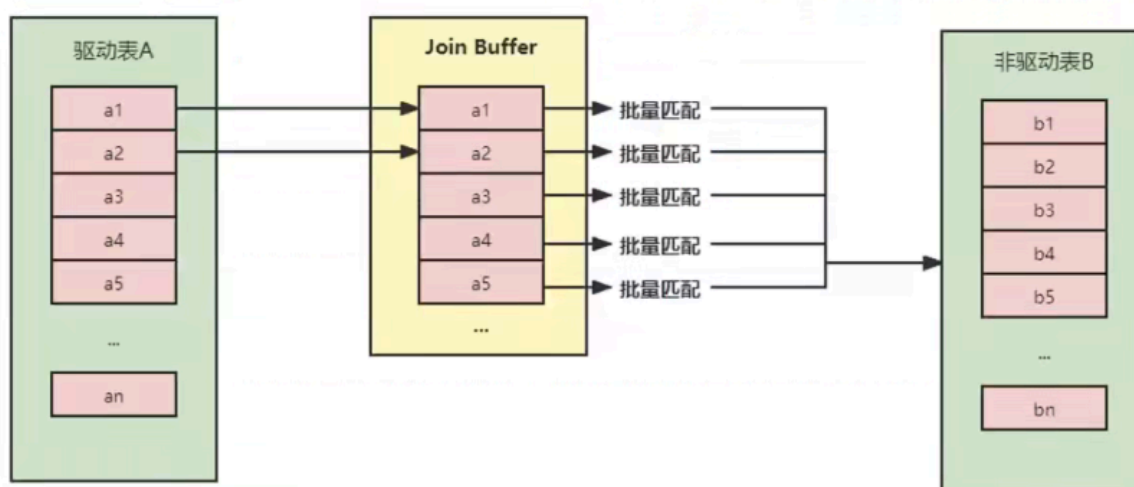 驱动表A
a1
a2
a3
a4
a5
...
an
Join Buffer
a1
a2
a3
a4
a5
...
批量匹配
批量匹配
批量匹配
批量匹配
批量匹配
非驱动表B
b1
b2
b3
b4
b5
...
bn